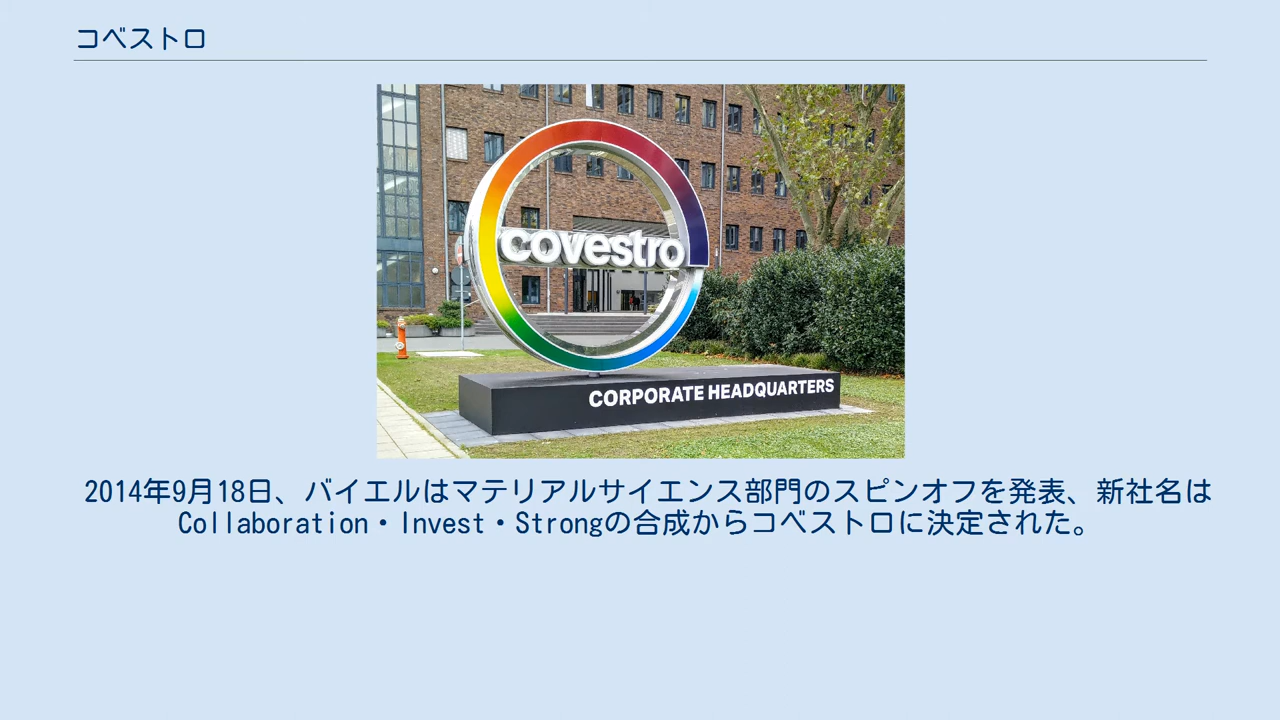 コベストロ
covestro
CORPORATE HEADQUARTERS
2014年9月18日、バイエルはマテリアルサイエンス部門のスピンオフを発表、新社名は
Collaboration・Invest・Strongの合成からコベストロに決定された。